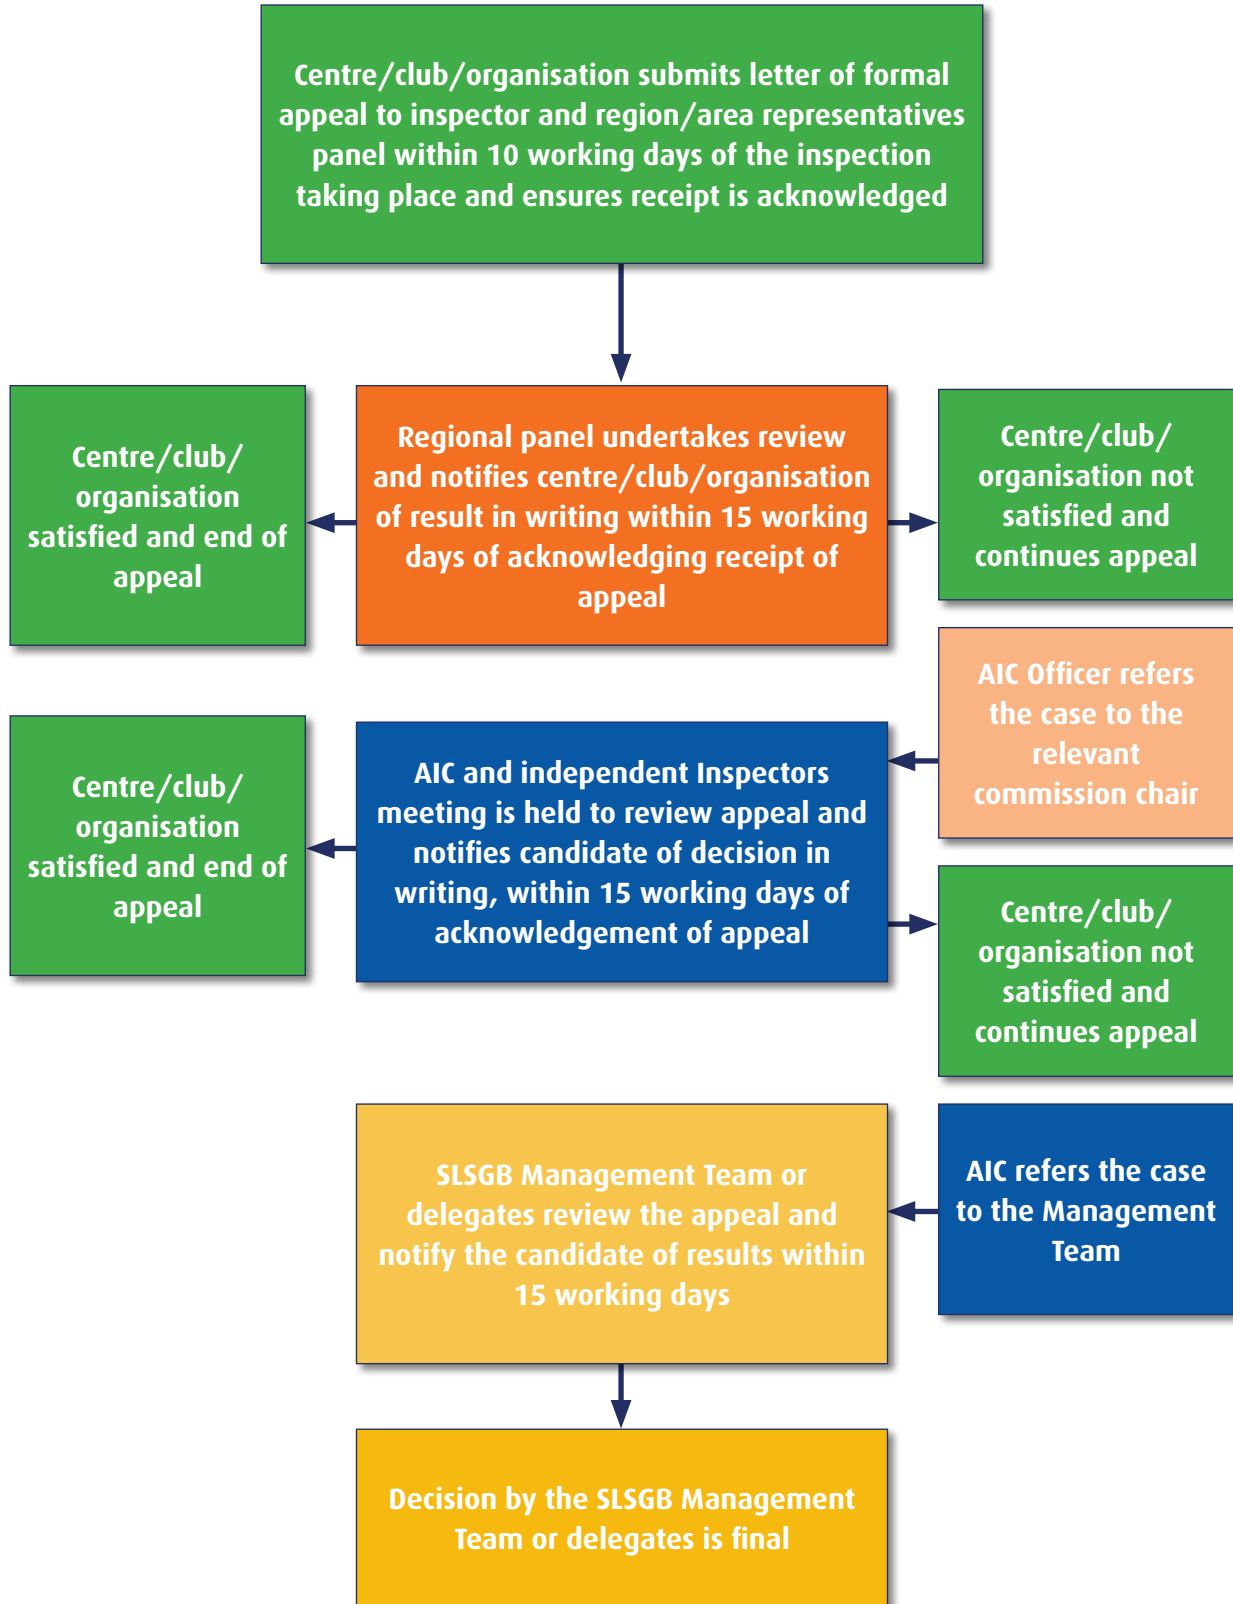 Centre/club/organisation submits letter of formal
appeal to inspector and region/area representatives
panel within 10 working days of the inspection
taking place and ensures receipt is acknowledged
Centre/club/
organisation
satisfied and end of
appeal
Regional panel undertakes review
and notifies centre/club/organisation
of result in writing within 15 working
days of acknowledging receipt of
appeal
Centre/club/
organisation not
satisfied and
continues appeal
AIC Officer refers
the case to the
relevant
commission chair
Centre/club/
organisation
satisfied and end of
appeal
AIC and independent Inspectors
meeting is held to review appeal and
notifies candidate of decision in
writing, within 15 working days of
acknowledgement of appeal
Centre/club/
organisation not
satisfied and
continues appeal
SLSGB Management Team or
delegates review the appeal and
notify the candidate of results within
15 working days
AIC refers the case
to the Management
Team
Decision by the SLSGB Management
Team or delegates is final